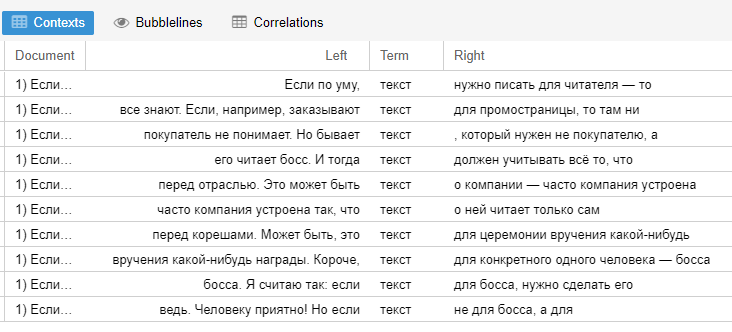 Contexts Bubblelines Correlations
Document Left Term Right
1) Если... Если по уму, текст нужно писать для читателя — то
1) Если... все знают. Если, например, заказывают текст для промостраницы, то там ни
1) Если... покупатель не понимает. Но бывает текст , который нужен не покупателю, а
1) Если... его читает босс. И тогда текст должен учитывать всё то, что
1) Если... перед отраслью. Это может быть текст о компании — часто компания устроена
1) Если... часто компания устроена так, что текст о ней читает только сам
1) Если... перед корешами. Может быть, это текст для церемонии вручения какой-нибудь
1) Если... вручения какой-нибудь награды. Короче, текст для конкретного одного человека — босса
1) Если... босса. Я считаю так: если текст для босса, нужно сделать его
1) Если... ведь. Человеку приятно! Но если текст не для босса, а для